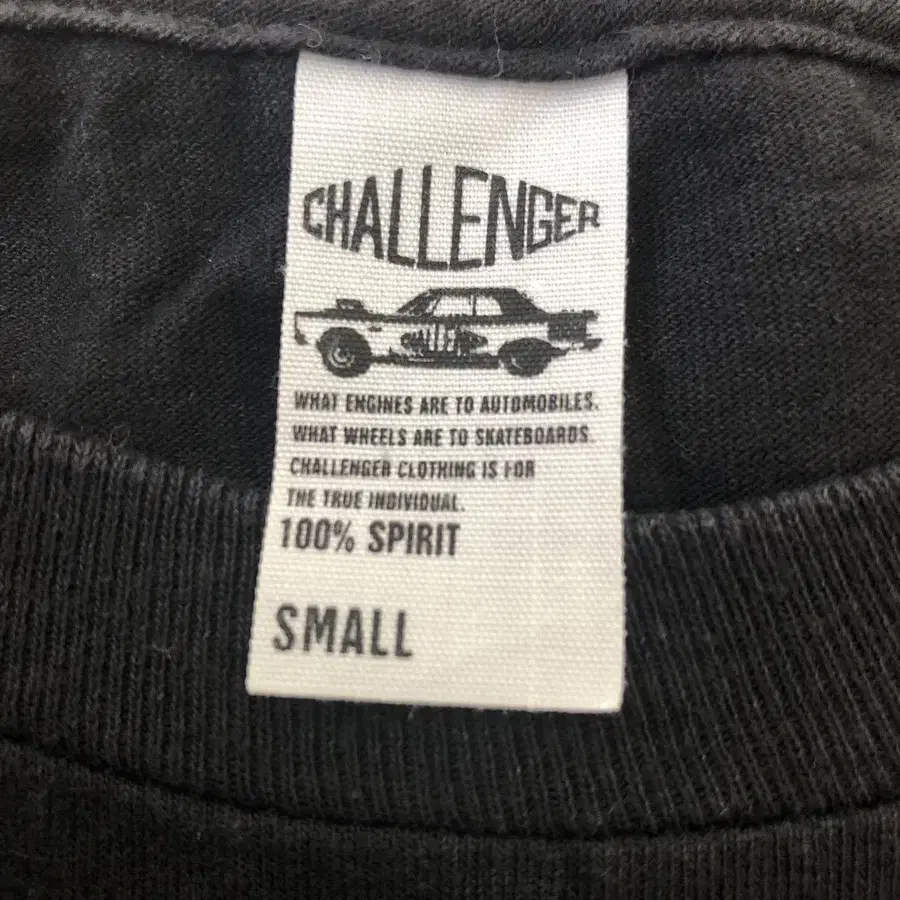 CHALLENGER
CHALLENGER
WHAT ENGINES ARE TO AUTOMOBILES.
WHAT WHEELS ARE TO SKATEBOARDS.
CHALLENGER CLOTHING IS FOR
THE TRUE INDIVIDUAL.
100% SPIRIT
SMALL